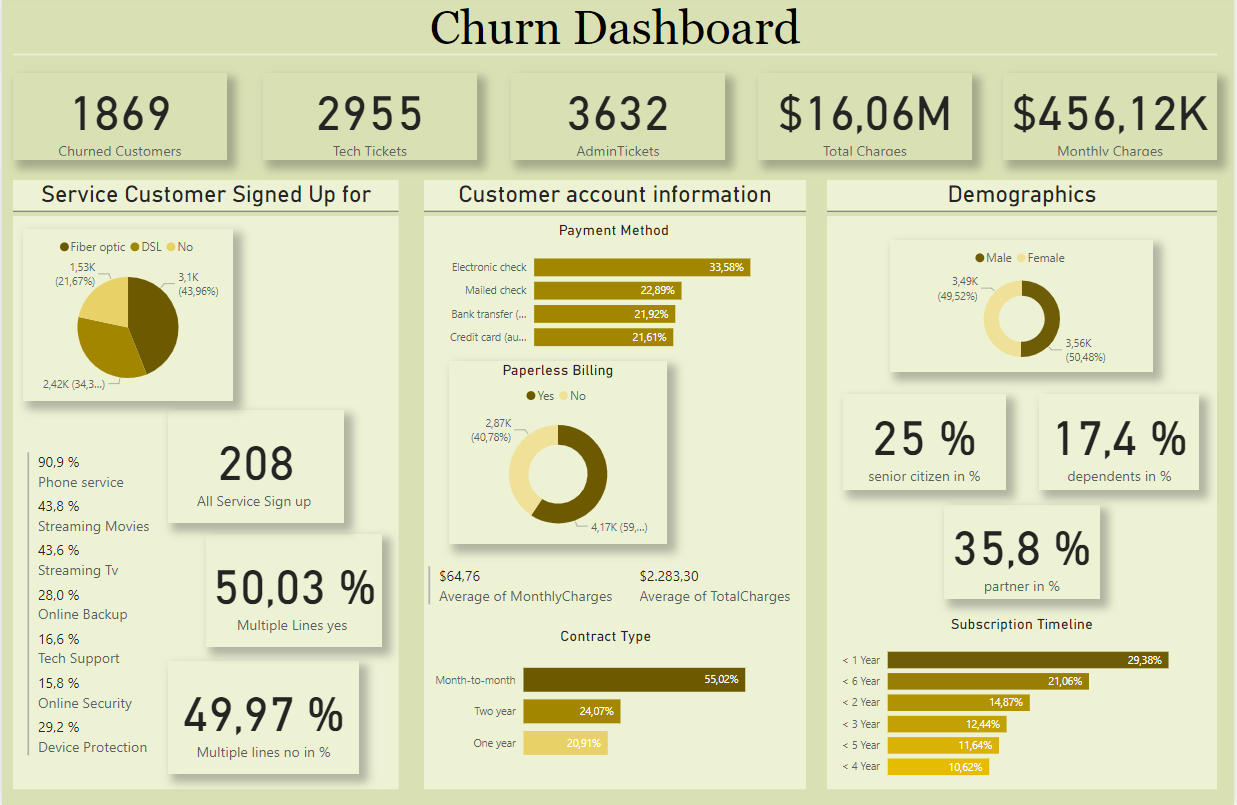 Churn Dashboard
1869
Churned Customers
2955
Tech Tickets
3632
AdminTickets
$16,06M
Total Charges
$456,12K
Monthly Charges
Service Customer Signed Up for
Fiber optic DSL No
1,53K
(21,67%)
3,1K
(43,96%)
2,42K (34,3...)
208
All Service Sign up
90,9 %
Phone service
43,8 %
Streaming Movies
43,6 %
Streaming Tv
28,0 %
Online Backup
16,6 %
Tech Support
15,8 %
Online Security
29,2 %
Device Protection
50,03 %
Multiple Lines yes
49,97 %
Multiple lines no in %
Customer account information
Payment Method
Electronic check 33,58%
Mailed check 22,89%
Bank transfer (... 21,92%
Credit card (au... 21,61%
Paperless Billing
Yes No
2,87K
(40,78%)
4,17K (59,...)
$64,76
Average of MonthlyCharges
$2.283,30
Average of TotalCharges
Contract Type
Month-to-month 55,02%
Two year 24,07%
One year 20,91%
Demographics
Male Female
3,49K
(49,52%)
3,56K
(50,48%)
25 %
senior citizen in %
17,4 %
dependents in %
35,8 %
partner in %
Subscription Timeline
< 1 Year 29,38%
< 6 Year 21,06%
< 2 Year 14,87%
< 3 Year 12,44%
< 5 Year 11,64%
< 4 Year 10,62%